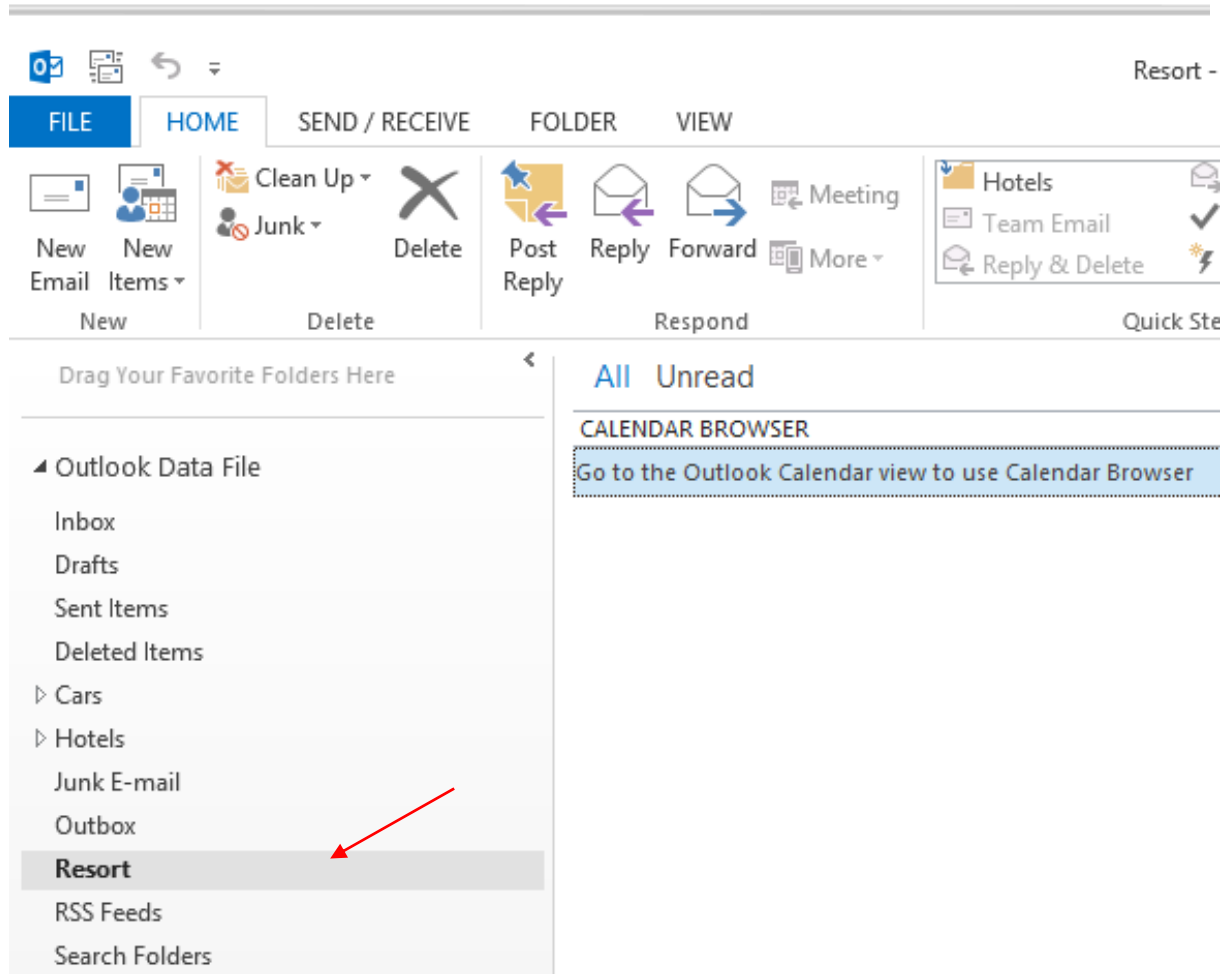 Resort -
FILE HOME SEND / RECEIVE FOLDER VIEW
New Email
New Items
New
Clean Up
Junk
Delete
Delete
Post Reply
Reply
Forward
Meeting
More
Respond
Hotels
Team Email
Reply & Delete
Quick Ste
Drag Your Favorite Folders Here
Outlook Data File
Inbox
Drafts
Sent Items
Deleted Items
Cars
Hotels
Junk E-mail
Outbox
Resort
RSS Feeds
Search Folders
All Unread
CALENDAR BROWSER
Go to the Outlook Calendar view to use Calendar Browser